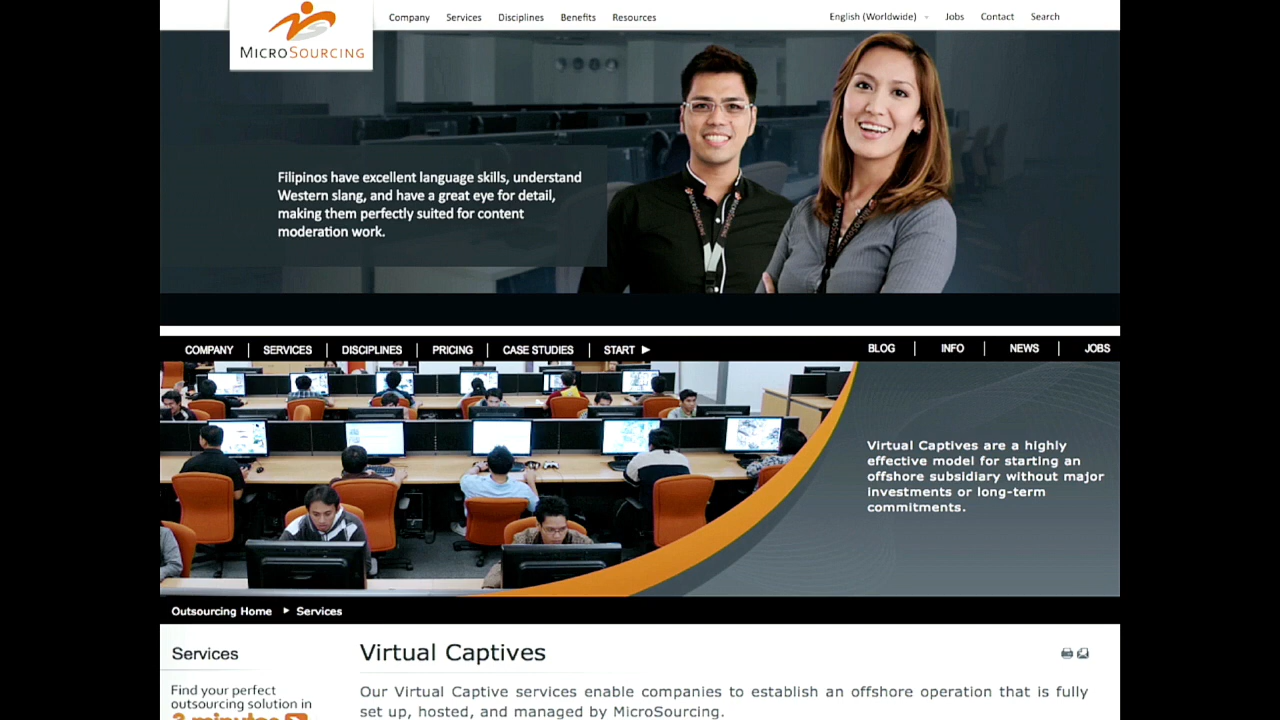 MICROSOURCING
Company Services Disciplines Benefits Resources
English (Worldwide) Jobs Contact Search
Filipinos have excellent language skills, understand
Western slang, and have a great eye for detail,
making them perfectly suited for content
moderation work.
COMPANY SERVICES DISCIPLINES PRICING CASE STUDIES START
BLOG INFO NEWS JOBS
Virtual Captives are a highly
effective model for starting an
offshore subsidiary without major
investments or long-term
commitments.
Outsourcing Home Services
Services
Find your perfect
outsourcing solution in
3 minutes
Virtual Captives
Our Virtual Captive services enable companies to establish an offshore operation that is fully
set up, hosted, and managed by MicroSourcing.